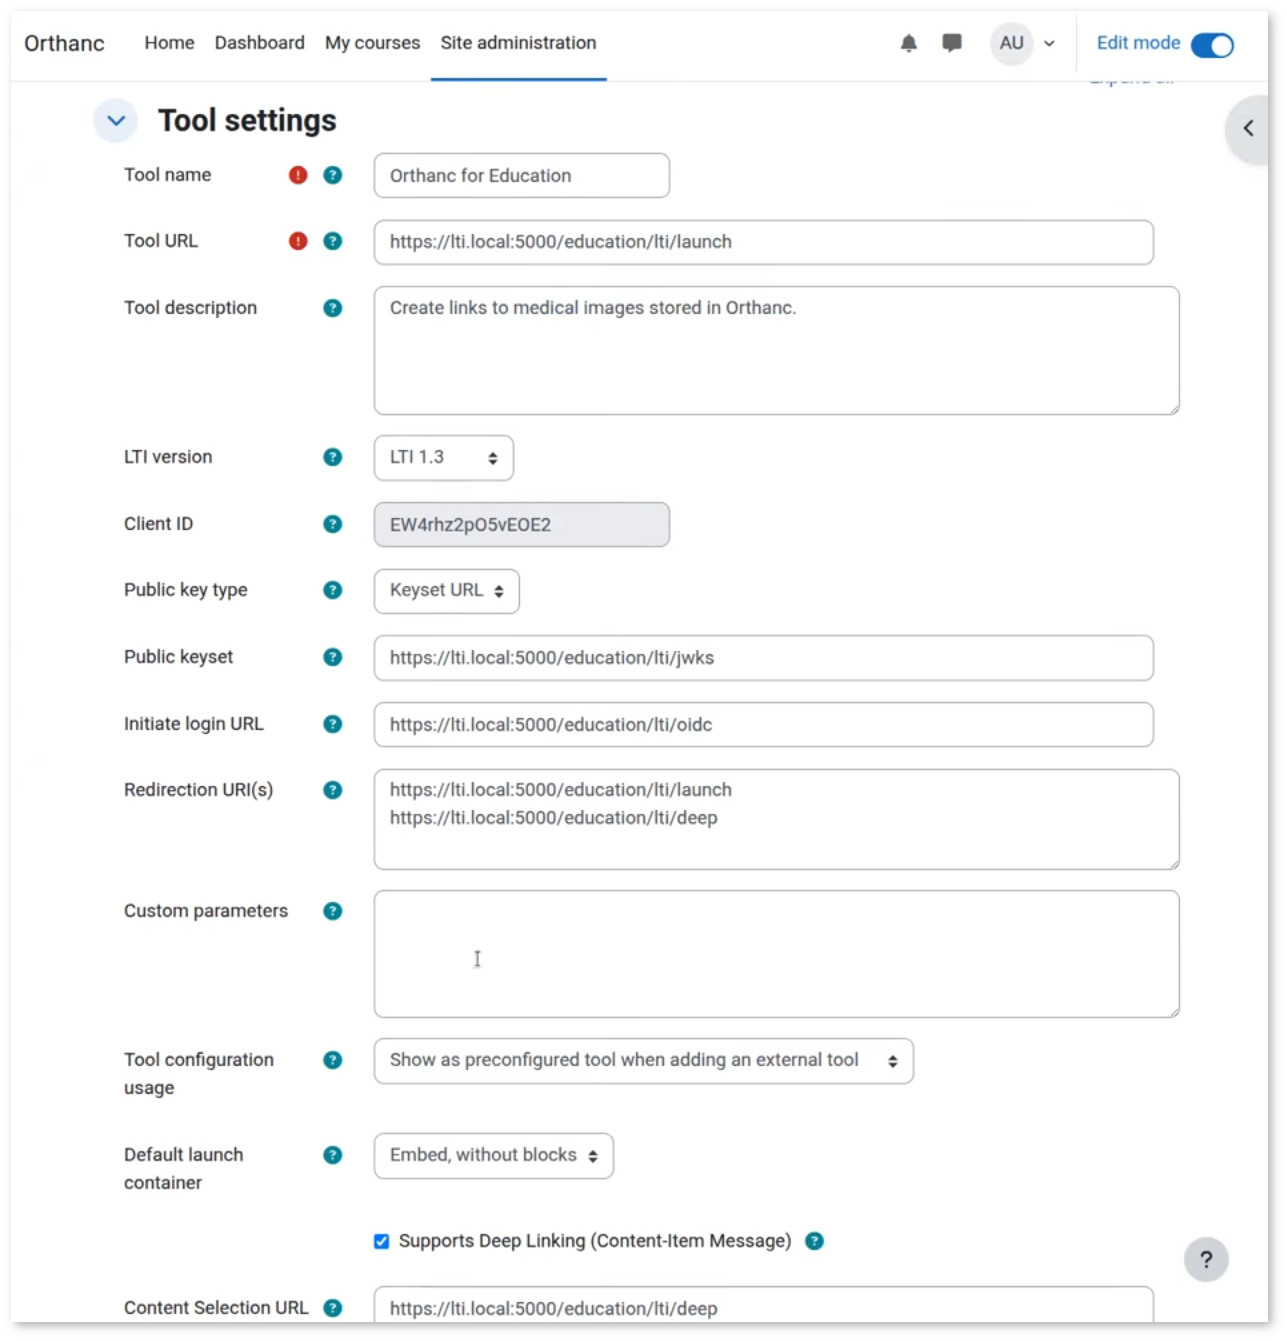 Orthanc Home Dashboard My courses Site administration AU Edit mode
Expand all
Tool settings
Tool name ! ? Orthanc for Education
Tool URL ! ? https://lti.local:5000/education/lti/launch
Tool description ? Create links to medical images stored in Orthanc.
LTI version ? LTI 1.3
Client ID ? EW4rhz2pO5vEOE2
Public key type ? Keyset URL
Public keyset ? https://lti.local:5000/education/lti/jwks
Initiate login URL ? https://lti.local:5000/education/lti/oidc
Redirection URI(s) ? https://lti.local:5000/education/lti/launch
https://lti.local:5000/education/lti/deep
Custom parameters ?
Tool configuration ? Show as preconfigured tool when adding an external tool
usage
Default launch ? Embed, without blocks
container
Supports Deep Linking (Content-Item Message) ?
?
Content Selection URL ? https://lti.local:5000/education/lti/deep